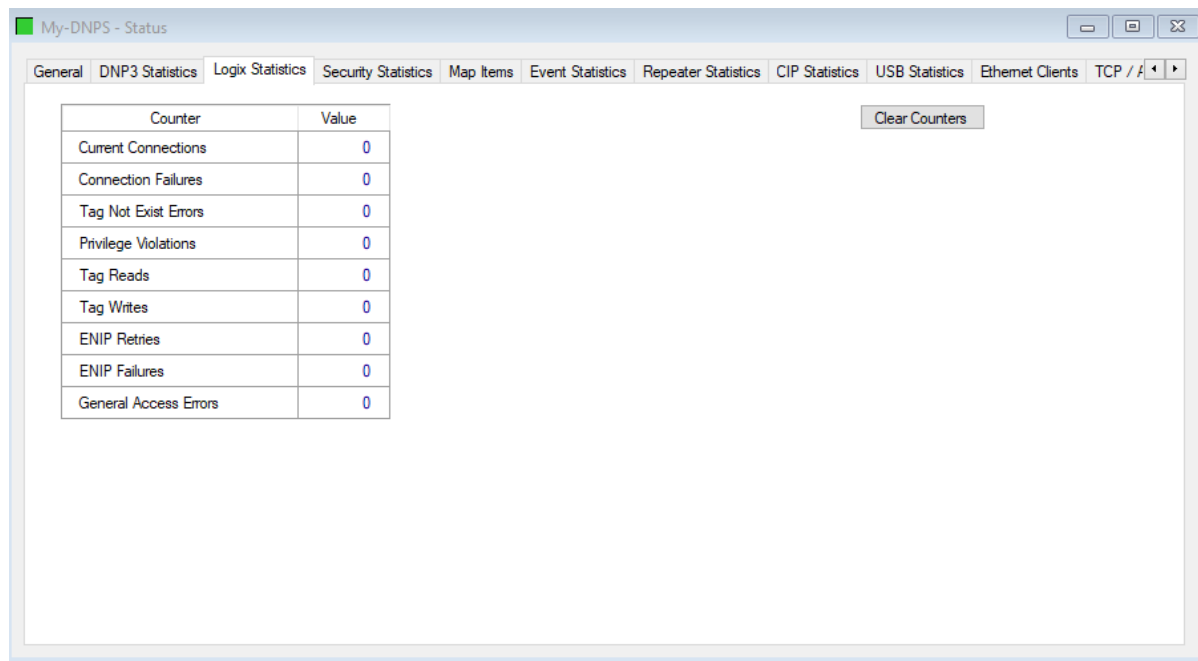 My-DNPS - Status
General DNP3 Statistics Logix Statistics Security Statistics Map Items Event Statistics Repeater Statistics CIP Statistics USB Statistics Ethernet Clients TCP /
Counter Value
Clear Counters
Current Connections 0
Connection Failures 0
Tag Not Exist Errors 0
Privilege Violations 0
Tag Reads 0
Tag Writes 0
ENIP Retries 0
ENIP Failures 0
General Access Errors 0